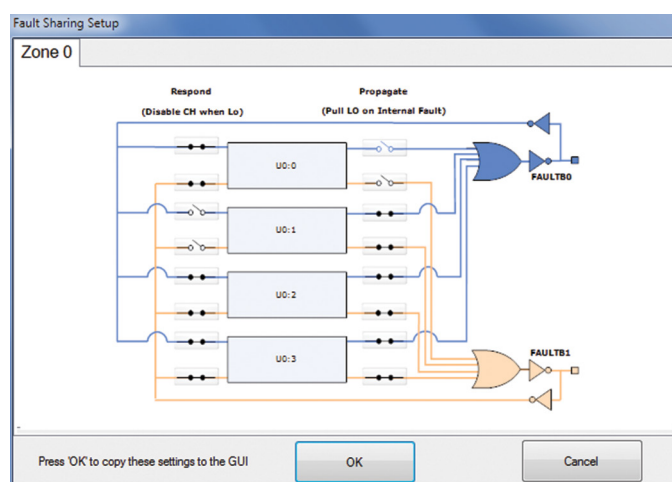 Fault Sharing Setup
Zone 0
Respond
(Disable CH when Lo)
Propagate
(Pull LO on Internal Fault)
U0:0
FAULTB0
U0:1
U0:2
U0:3
FAULTB1
Press 'OK' to copy these settings to the GUI
OK
Cancel